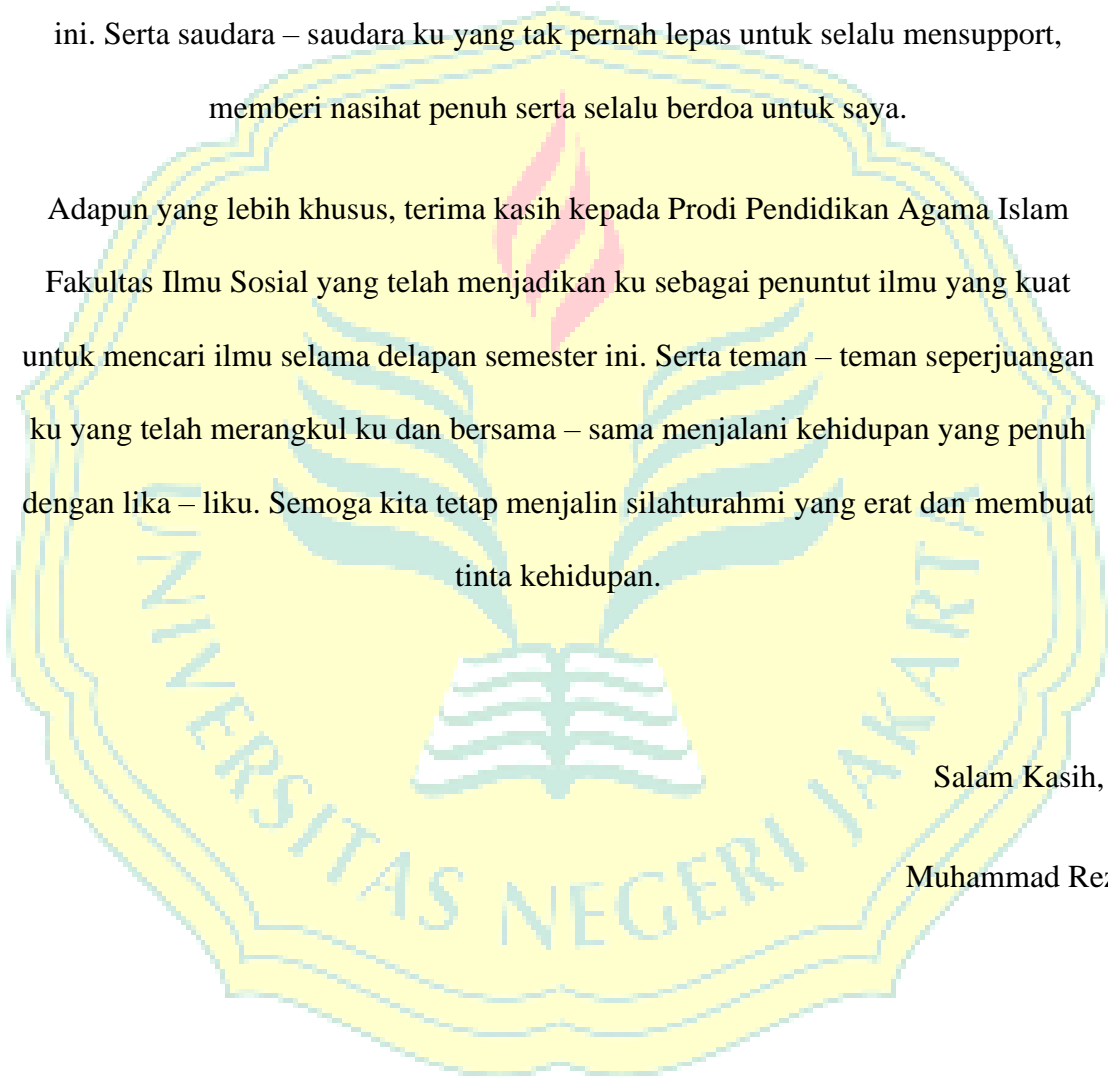 ini. Serta saudara – saudara ku yang tak pernah lepas untuk selalu mensupport,
memberi nasihat penuh serta selalu berdoa untuk saya.
Adapun yang lebih khusus, terima kasih kepada Prodi Pendidikan Agama Islam
Fakultas Ilmu Sosial yang telah menjadikan ku sebagai penuntut ilmu yang kuat
untuk mencari ilmu selama delapan semester ini. Serta teman – teman seperjuangan
ku yang telah merangkul ku dan bersama – sama menjalani kehidupan yang penuh
dengan lika – liku. Semoga kita tetap menjalin silahturahmi yang erat dan membuat
tinta kehidupan.
Salam Kasih,
Muhammad Rez
UNIVERSITAS NEGERI JAKARTA